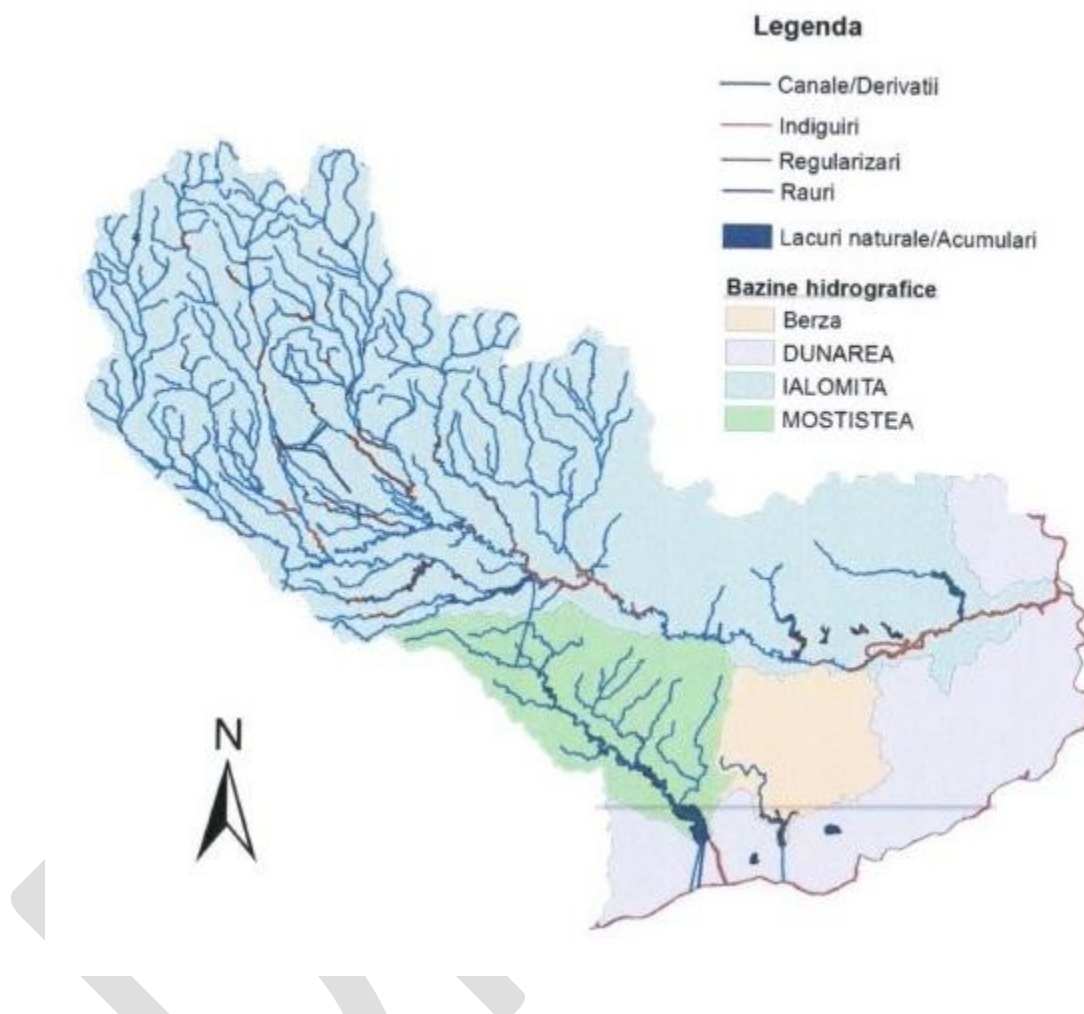 Legenda
Canale/Derivatii
Indiguiri
Regularizari
Rauri
Lacuri naturale/Acumulari
Bazine hidrografice
Berza
DUNAREA
IALOMITA
MOSTISTEA
N